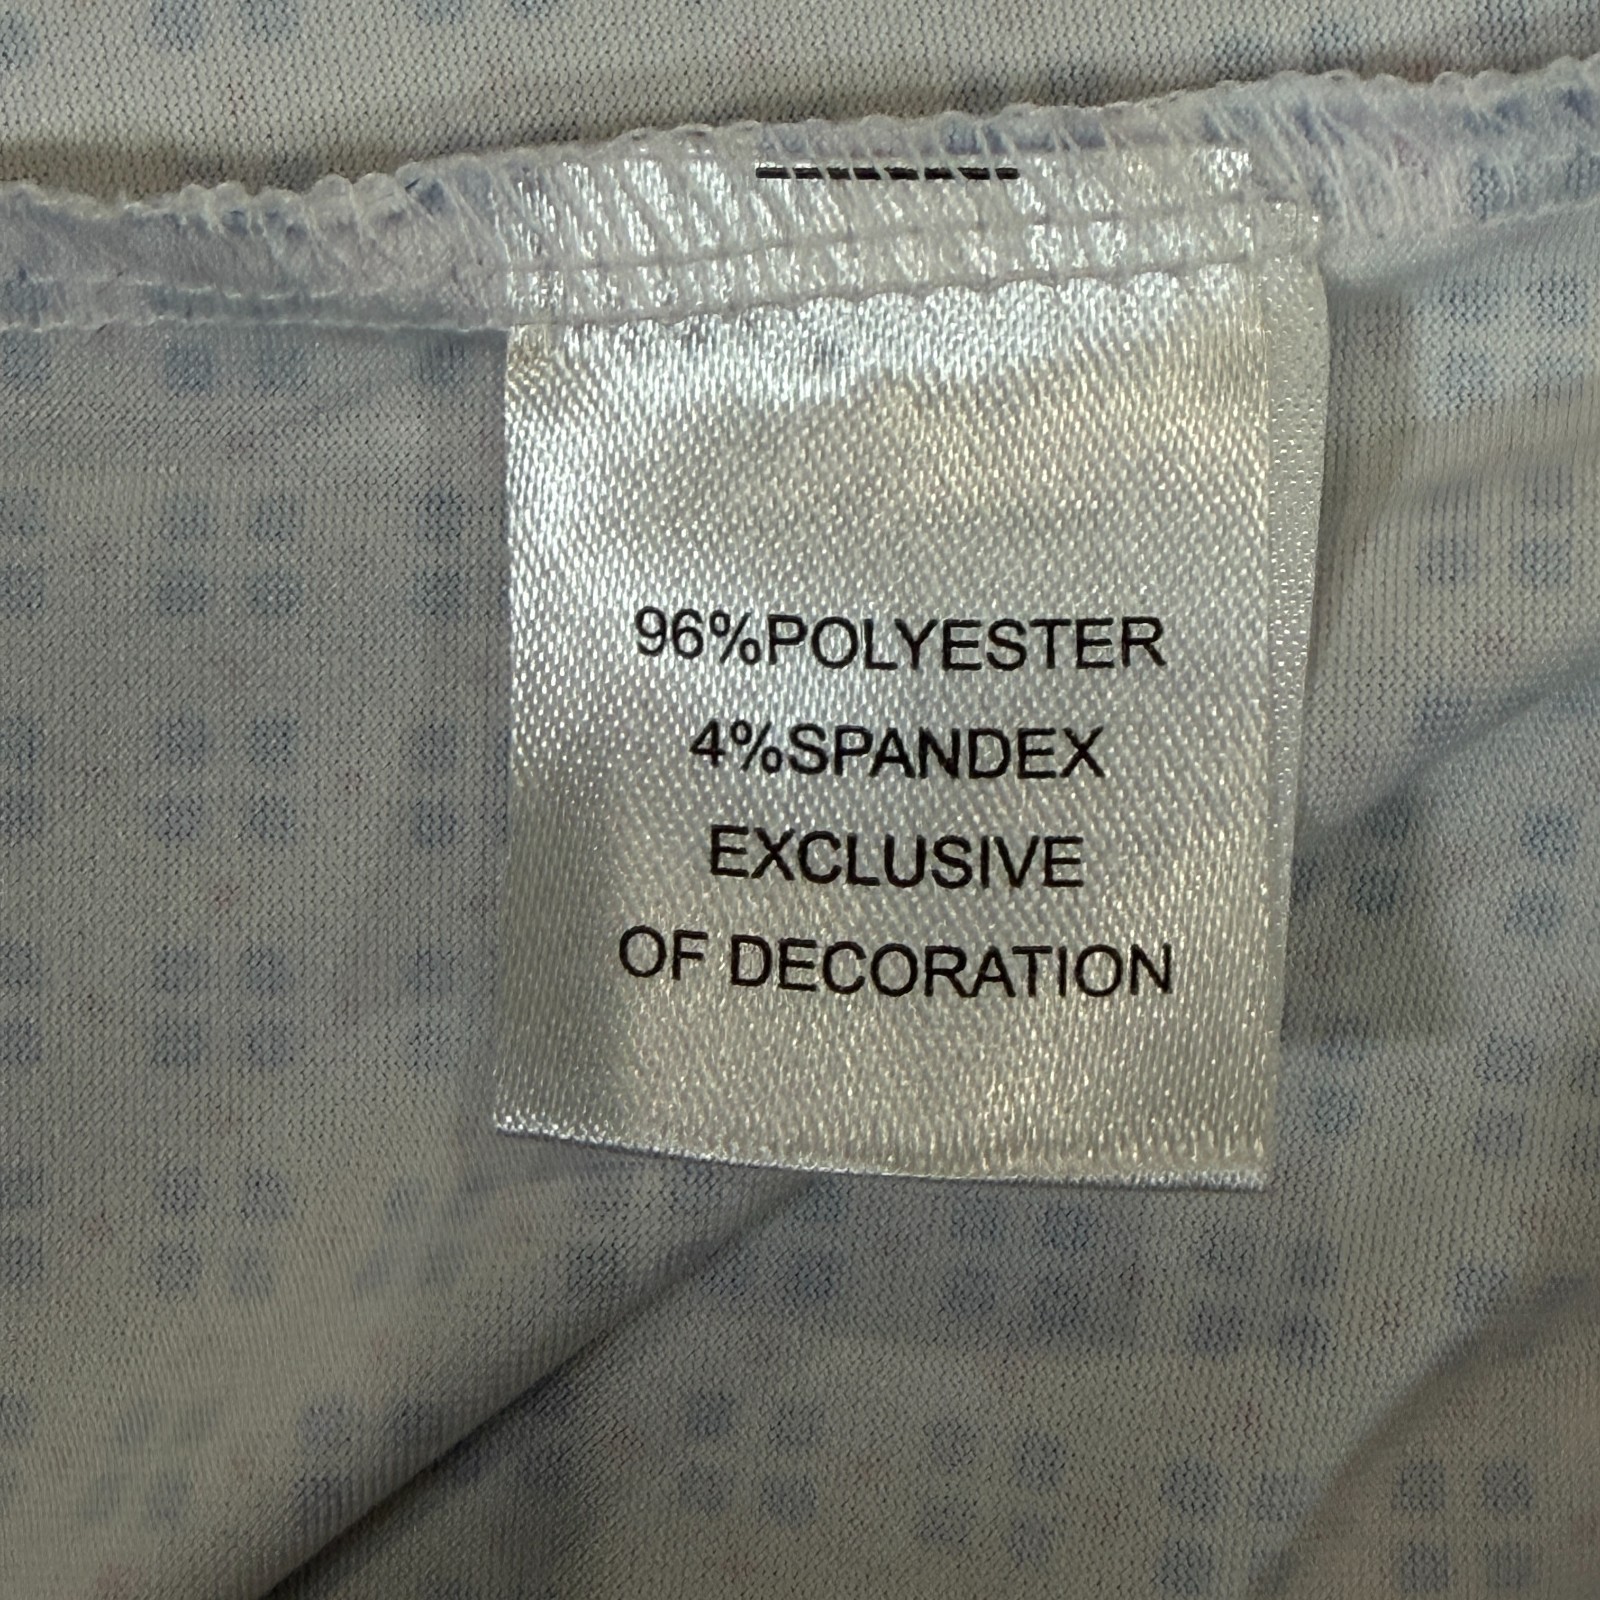 96%POLYESTER
4%SPANDEX
EXCLUSIVE
OF DECORATION